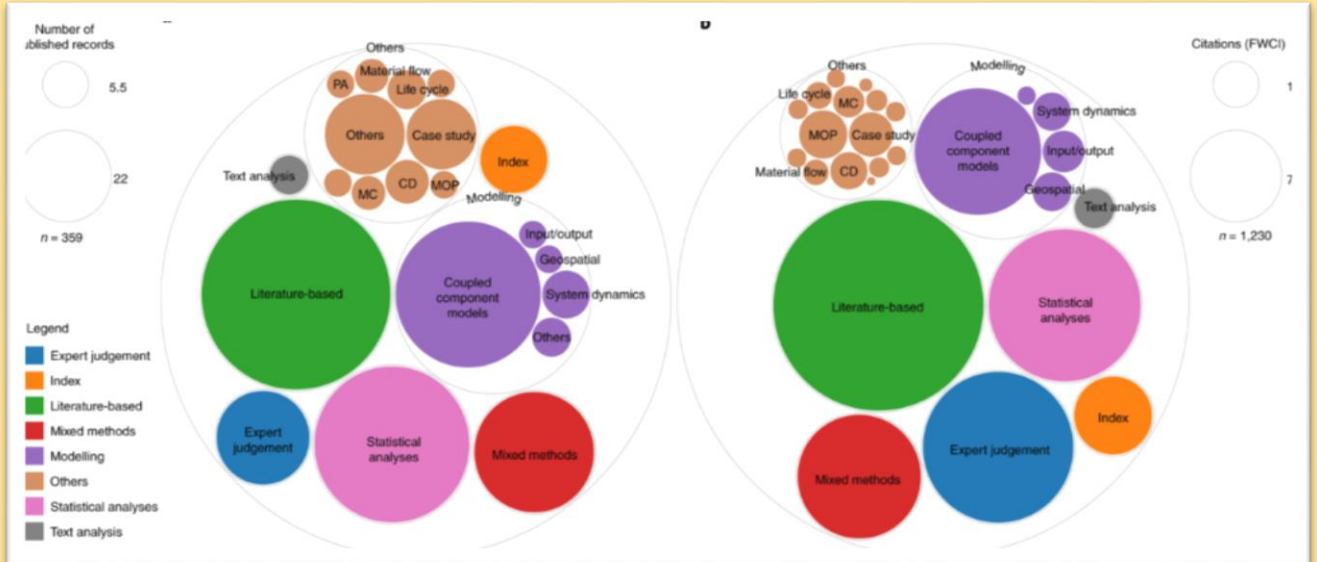 Number of
ublished records
5.5
22
n = 359
Legend
Expert judgement
Index
Literature-based
Mixed methods
Modelling
Others
Statistical analyses
Text analysis
Others
PA
Material flow
Life cycle
Others
Case study
Index
Text analysis
MC
CD
MOP
Modelling
Input/output
Geospatial
System dynamics
Others
Coupled
component
models
Literature-based
Expert
judgement
Statistical
analyses
Mixed methods
b
Others
Life cycle
MC
MOP
Case study
Material flow
CD
Modelling
Coupled
component
models
System dynamics
Input/output
Geospatial
Text analysis
Literature-based
Statistical
analyses
Index
Expert judgement
Mixed methods
Citations (FWCI)
1
7
n = 1,230